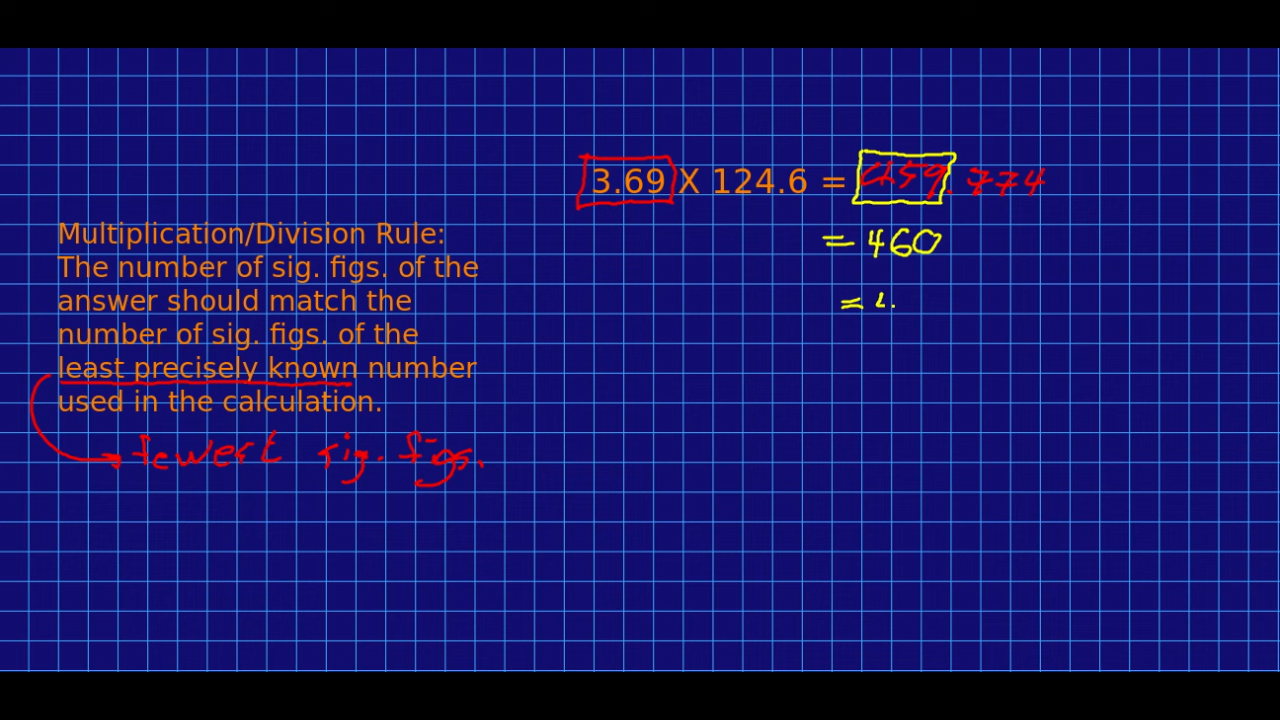 3.69 X 124.6 = 459.774
= 460
= 4.
Multiplication/Division Rule:
The number of sig. figs. of the
answer should match the
number of sig. figs. of the
least precisely known number
used in the calculation.
fewest sig. figs.